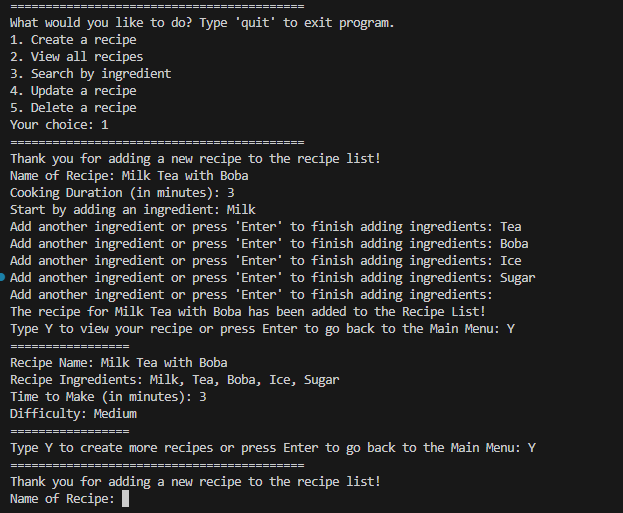 ==========================================
What would you like to do? Type 'quit' to exit program.
1. Create a recipe
2. View all recipes
3. Search by ingredient
4. Update a recipe
5. Delete a recipe
Your choice: 1
==========================================
Thank you for adding a new recipe to the recipe list!
Name of Recipe: Milk Tea with Boba
Cooking Duration (in minutes): 3
Start by adding an ingredient: Milk
Add another ingredient or press 'Enter' to finish adding ingredients: Tea
Add another ingredient or press 'Enter' to finish adding ingredients: Boba
Add another ingredient or press 'Enter' to finish adding ingredients: Ice
Add another ingredient or press 'Enter' to finish adding ingredients: Sugar
Add another ingredient or press 'Enter' to finish adding ingredients:
The recipe for Milk Tea with Boba has been added to the Recipe List!
Type Y to view your recipe or press Enter to go back to the Main Menu: Y
=================
Recipe Name: Milk Tea with Boba
Recipe Ingredients: Milk, Tea, Boba, Ice, Sugar
Time to Make (in minutes): 3
Difficulty: Medium
=================
Type Y to create more recipes or press Enter to go back to the Main Menu: Y
==========================================
Thank you for adding a new recipe to the recipe list!
Name of Recipe: